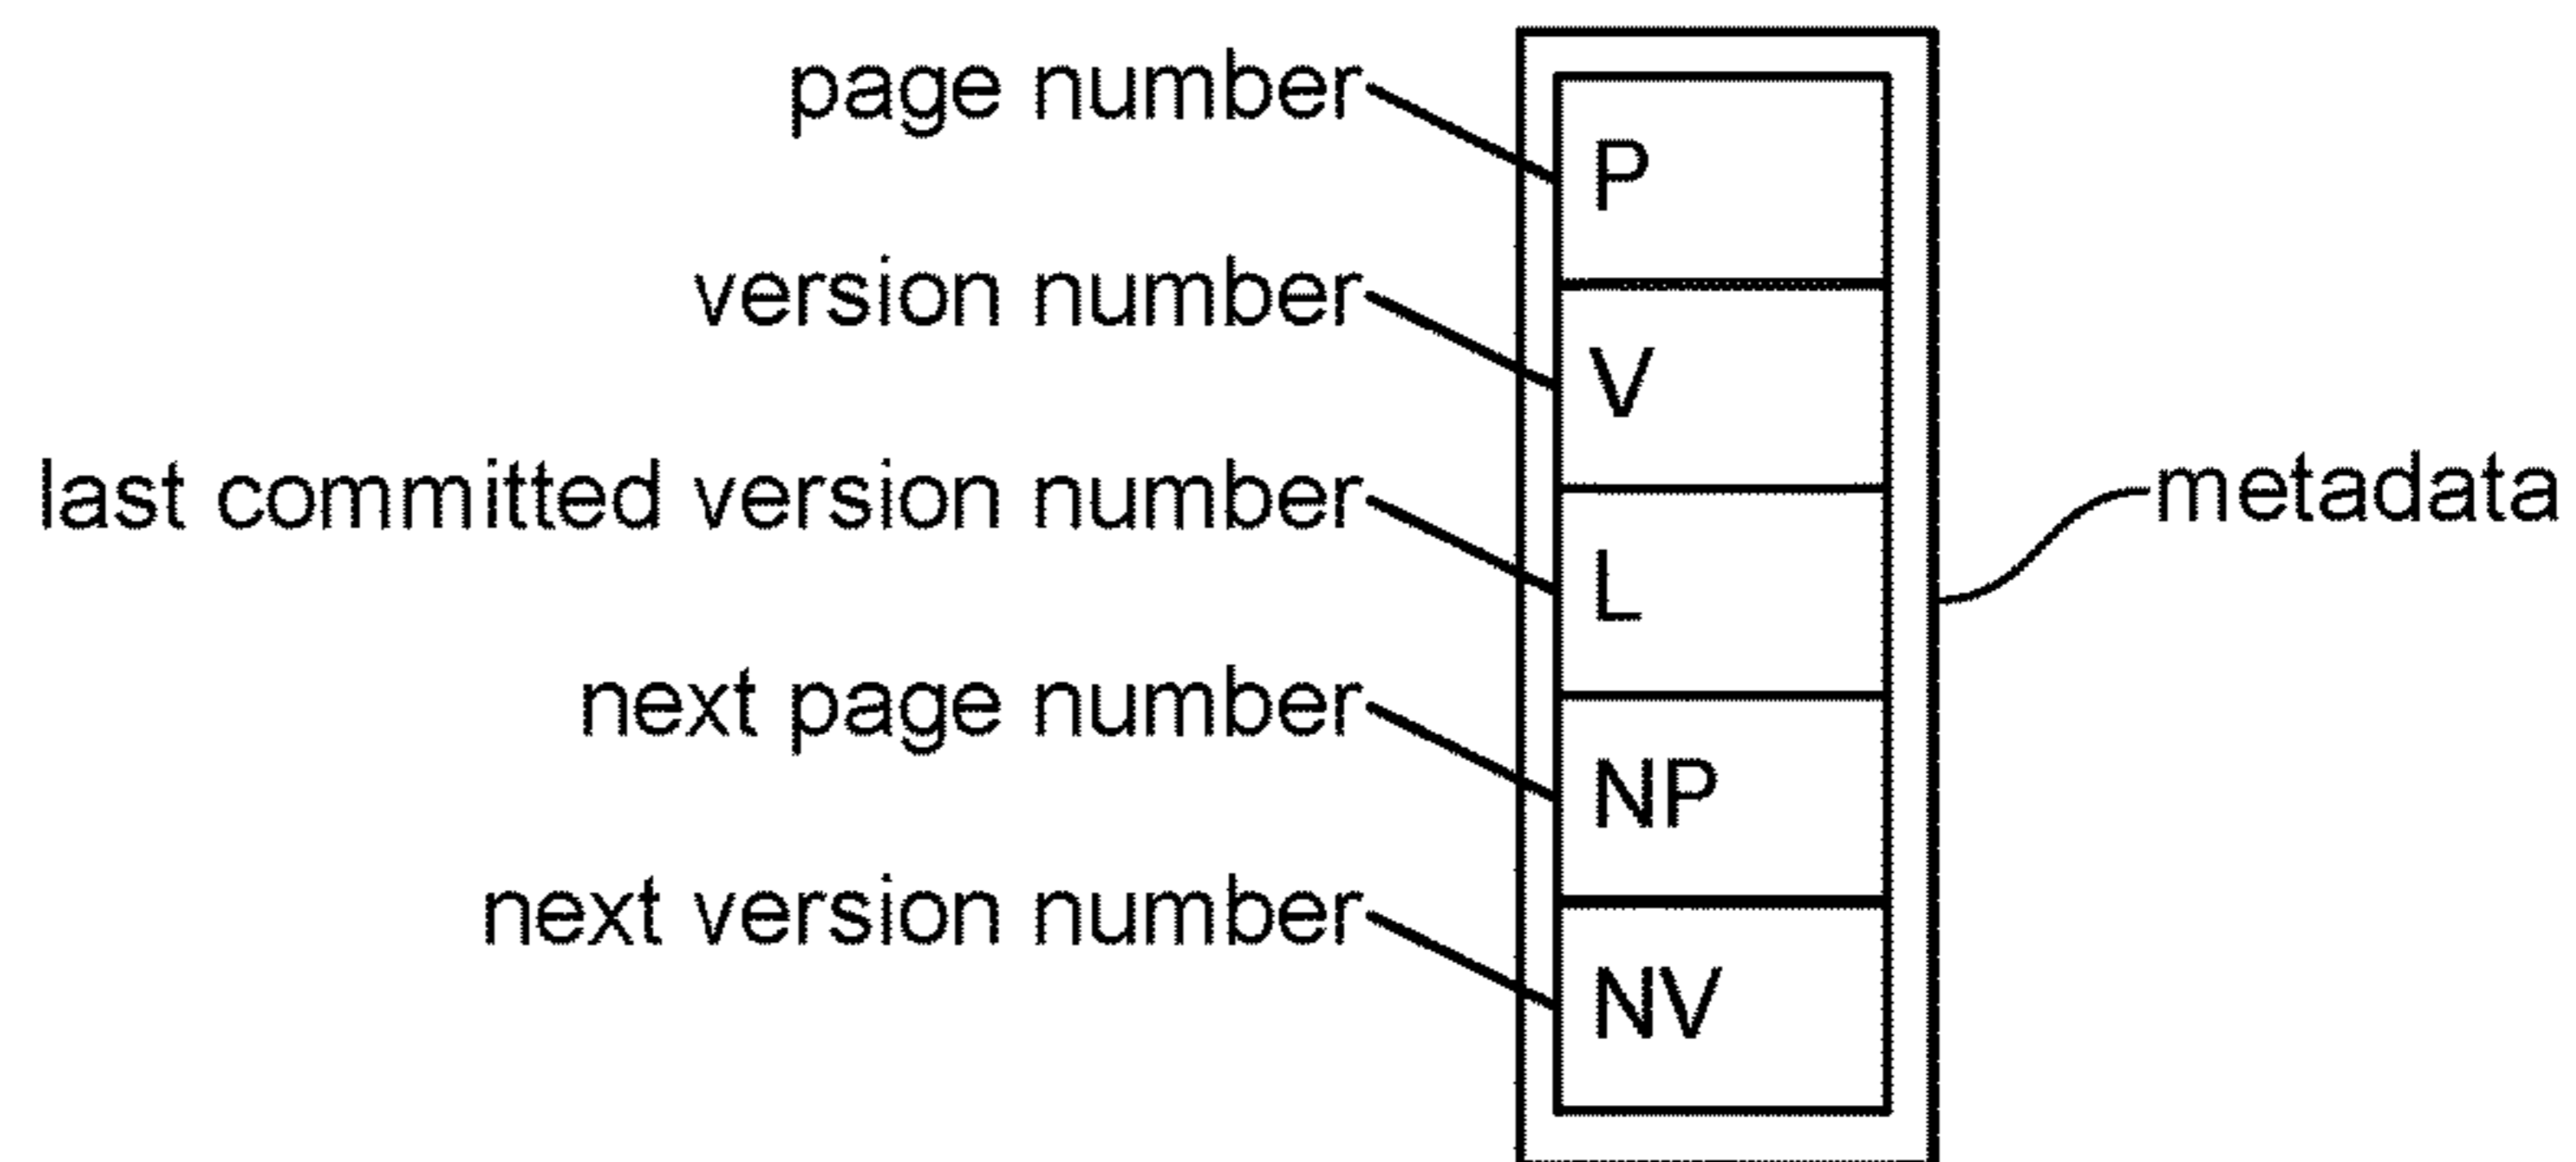 page number
P
version number
V
last committed version number
metadata
L
next page number
NP
next version number
NV